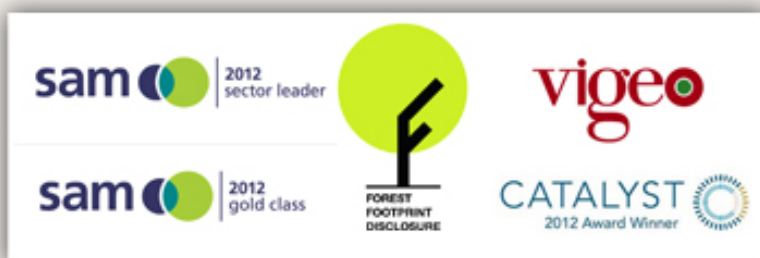 sam
2012
sector leader
sam
2012
gold class
FOREST
FOOTPRINT
DISCLOSURE
vigeo
CATALYST
2012 Award Winner